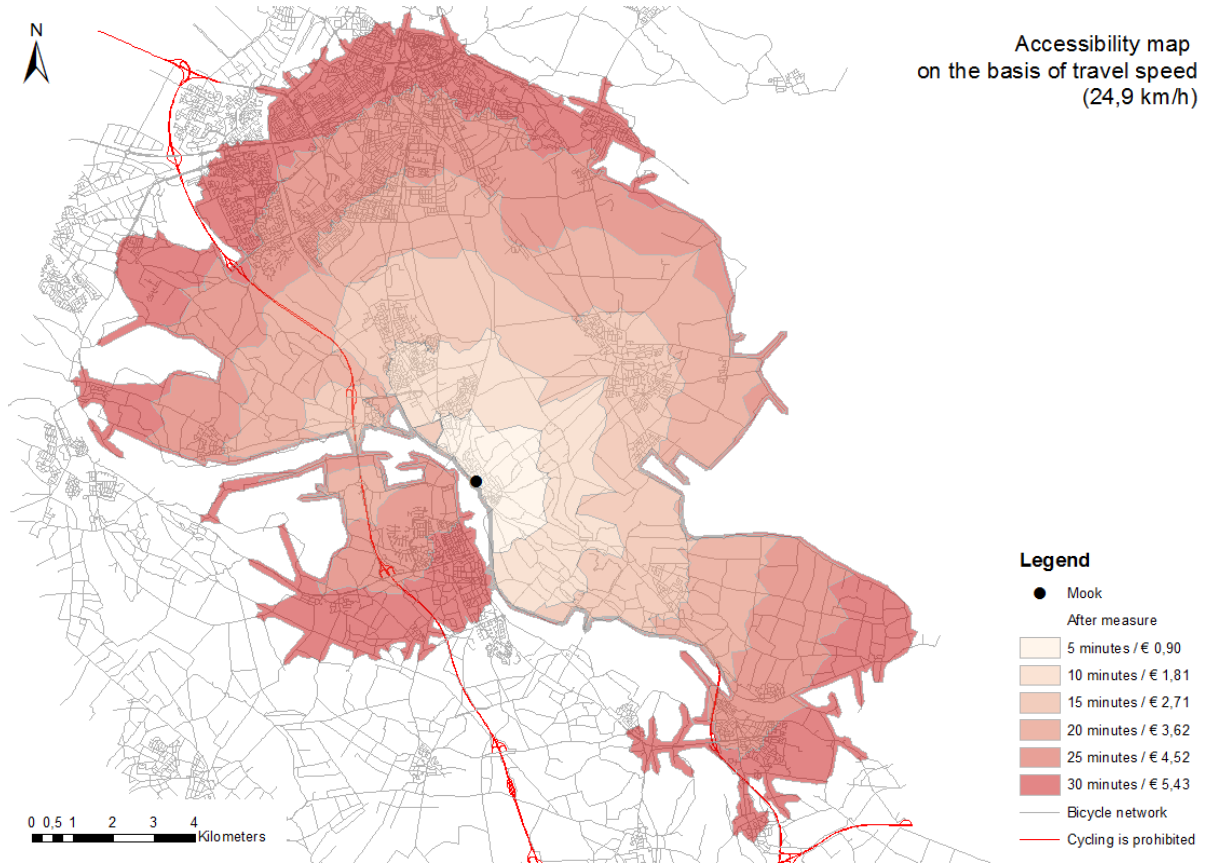 N
Accessibility map
on the basis of travel speed
(24,9 km/h)
Legend
Mook
After measure
5 minutes / € 0,90
10 minutes / € 1,81
15 minutes / € 2,71
20 minutes / € 3,62
25 minutes / € 4,52
30 minutes / € 5,43
Bicycle network
Cycling is prohibited
0 0,5 1 2 3 4
Kilometers